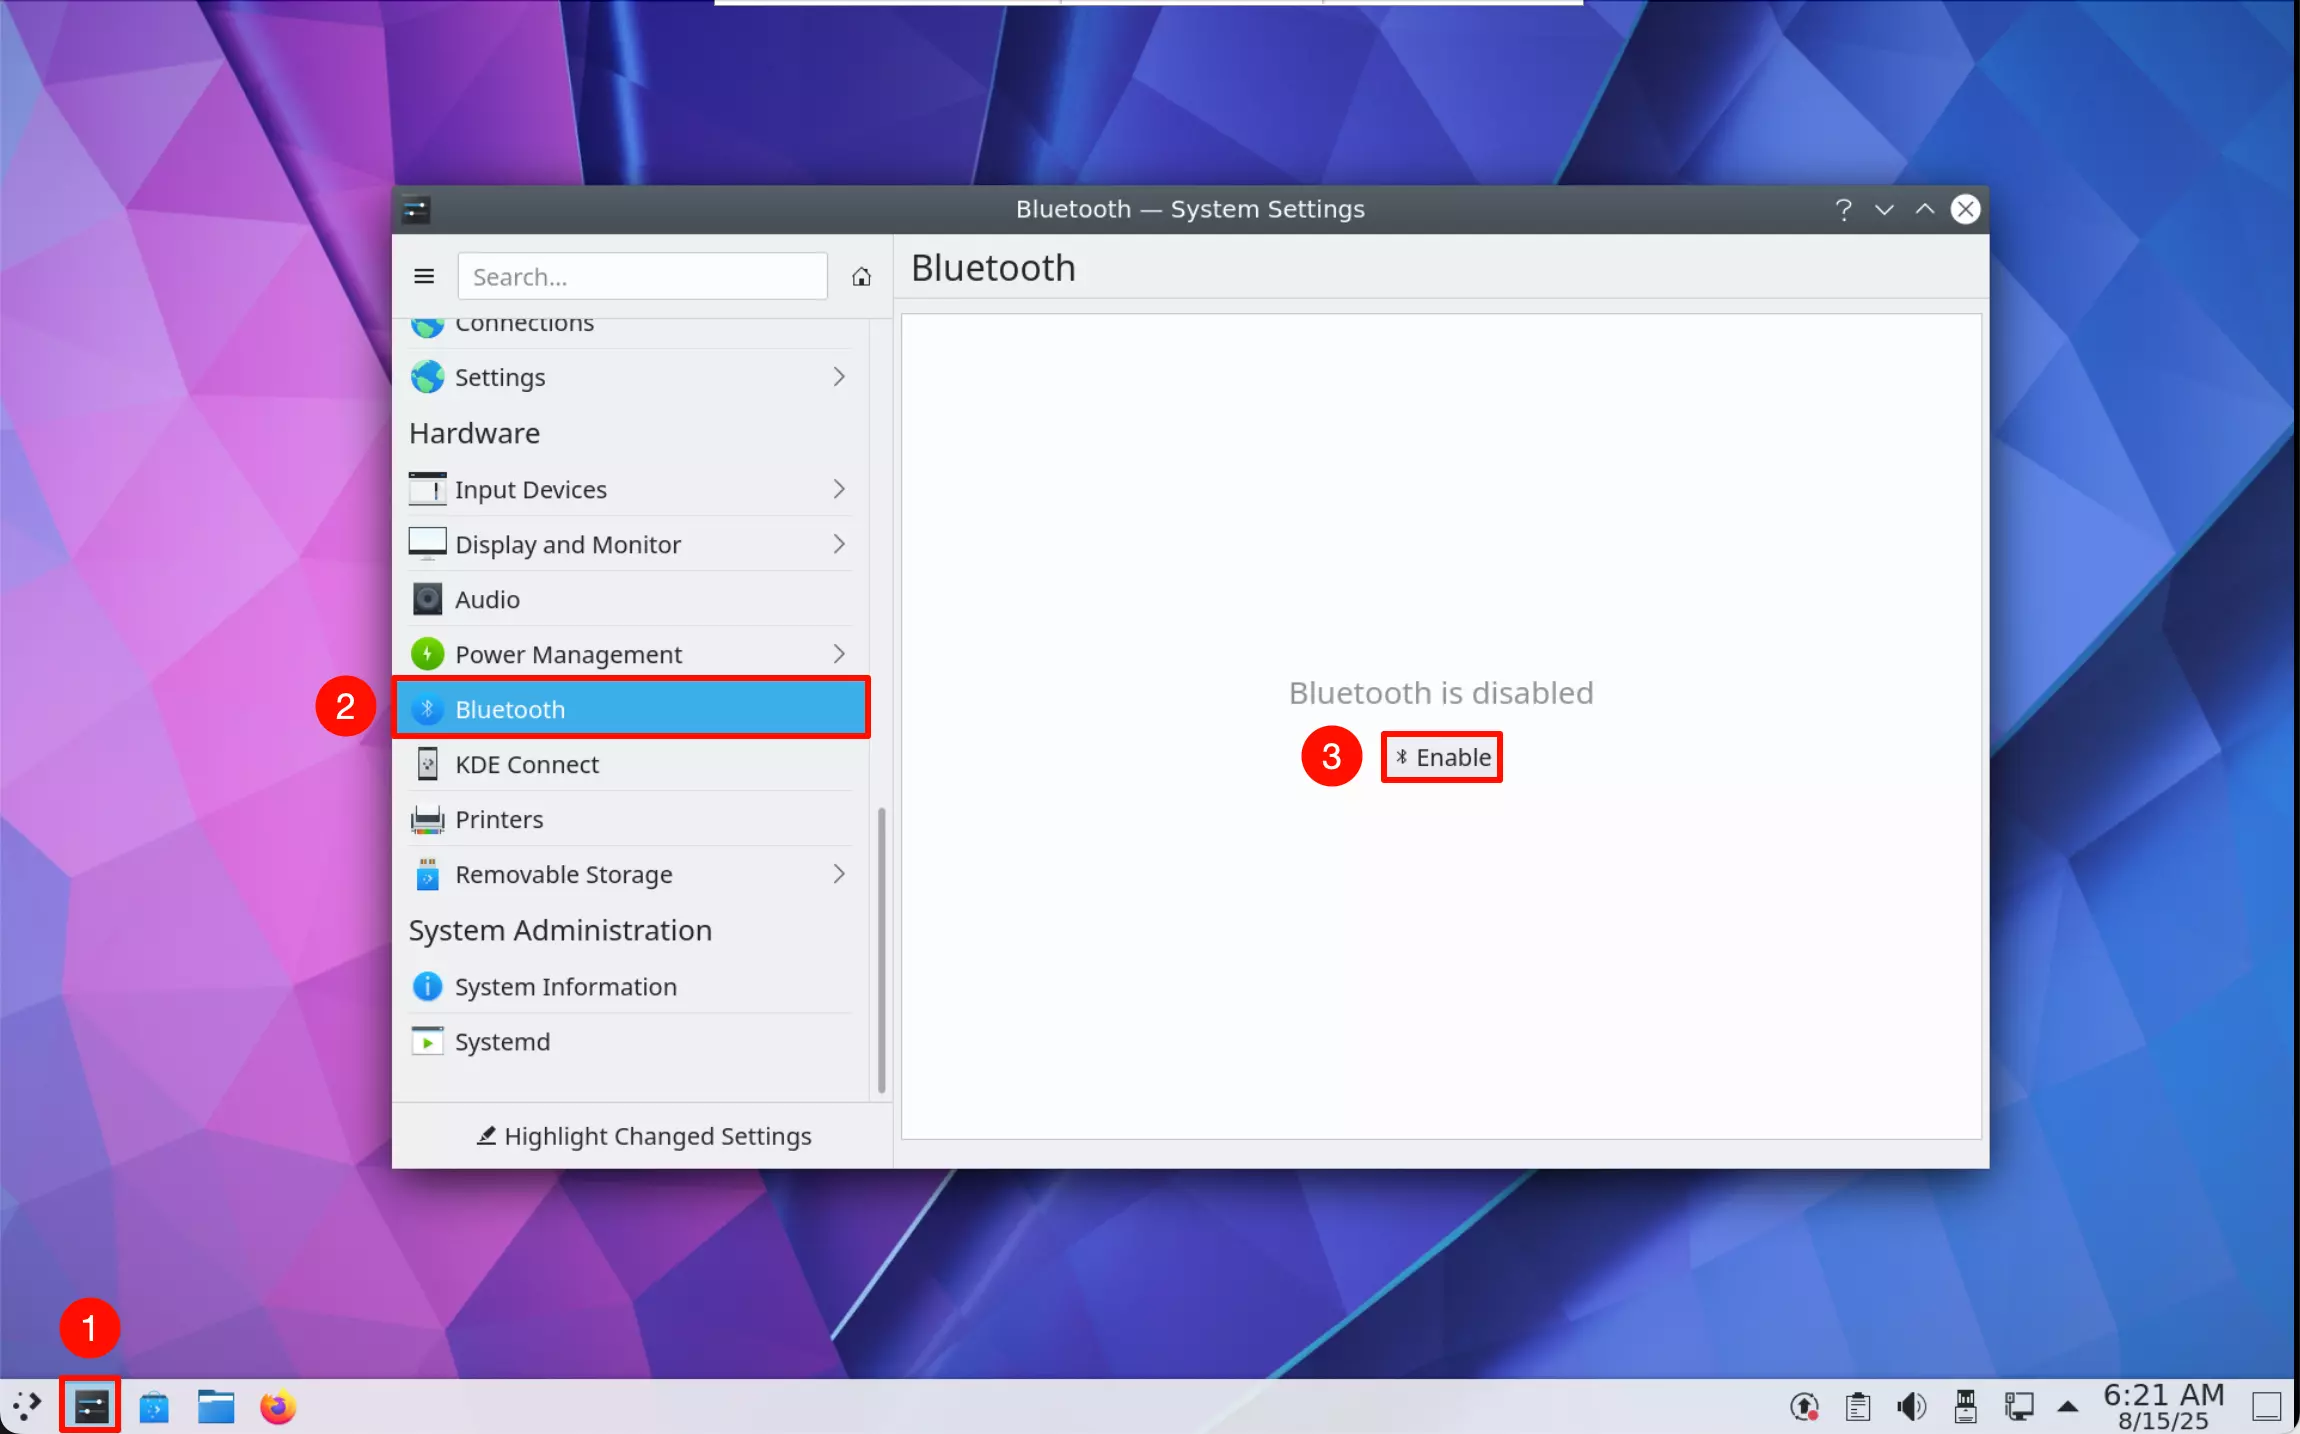 Bluetooth — System Settings
Search...
Bluetooth
Connections
Settings
Hardware
Input Devices
Display and Monitor
Audio
Power Management
2
Bluetooth
KDE Connect
Printers
Removable Storage
System Administration
System Information
Systemd
Highlight Changed Settings
Bluetooth is disabled
3
Enable
1
6:21 AM
8/15/25